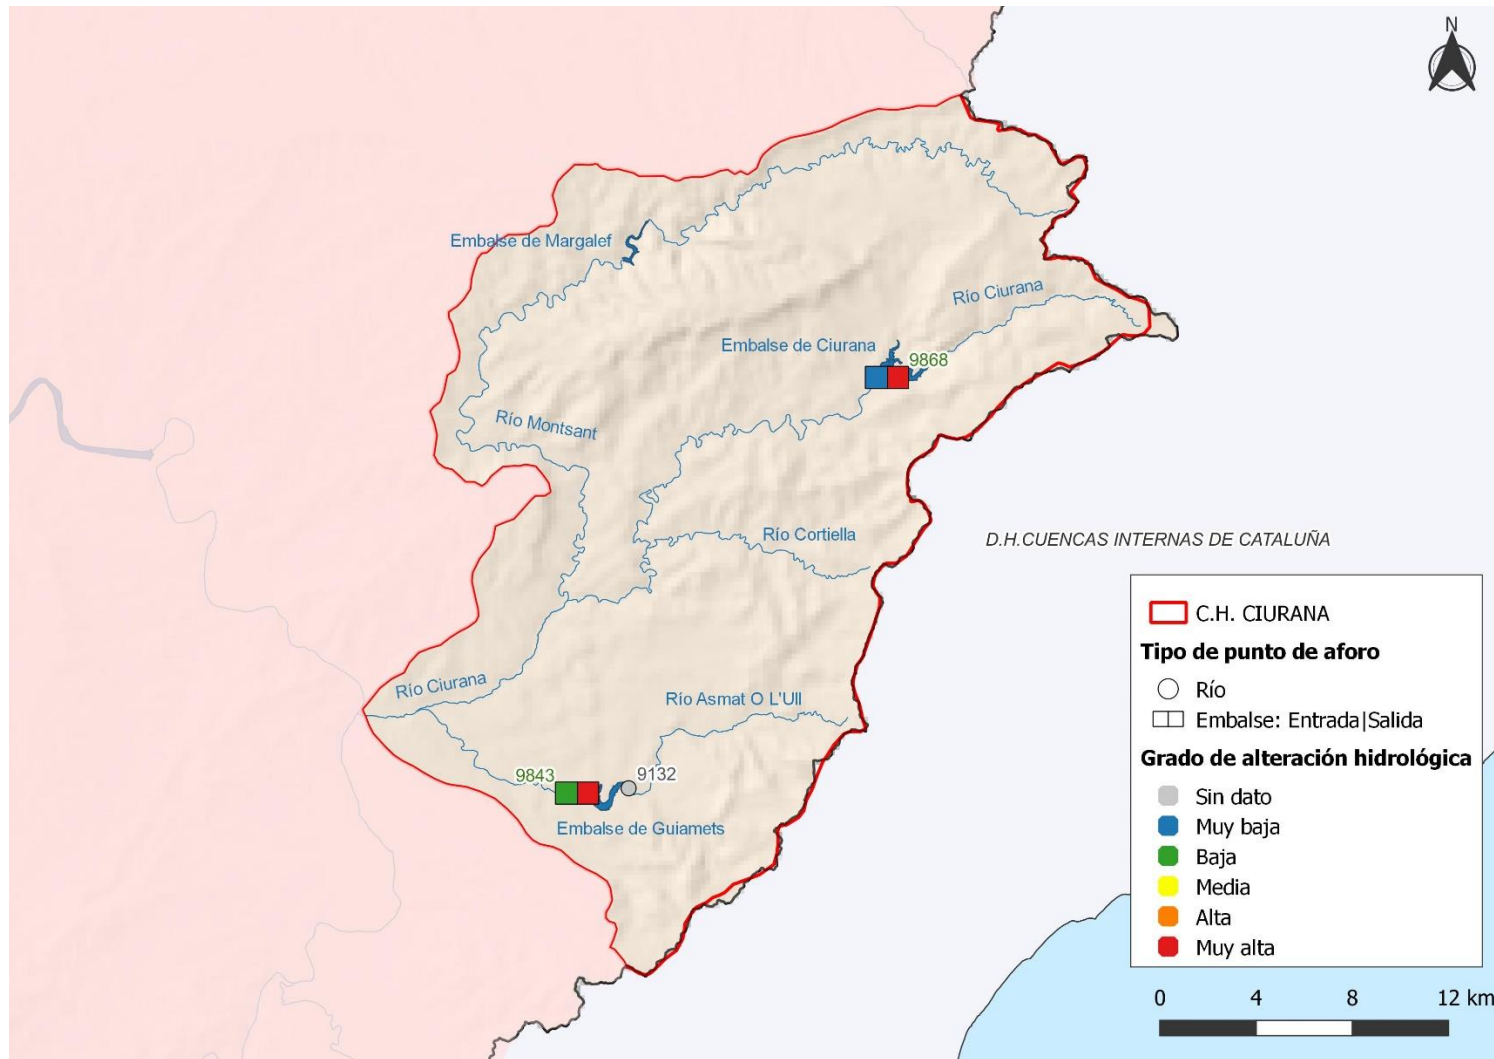 N
Embalse de Margalef
Río Ciurana
Embalse de Ciurana
9868
Río Montsant
Río Cortiella
D.H.CUENCAS INTERNAS DE CATALUÑA
Río Ciurana
Río Asmat O L'Ull
9843
9132
Embalse de Guiamets
C.H. CIURANA
Tipo de punto de aforo
Río
Embalse: Entrada|Salida
Grado de alteración hidrológica
Sin dato
Muy baja
Baja
Media
Alta
Muy alta
0 4 8 12 km